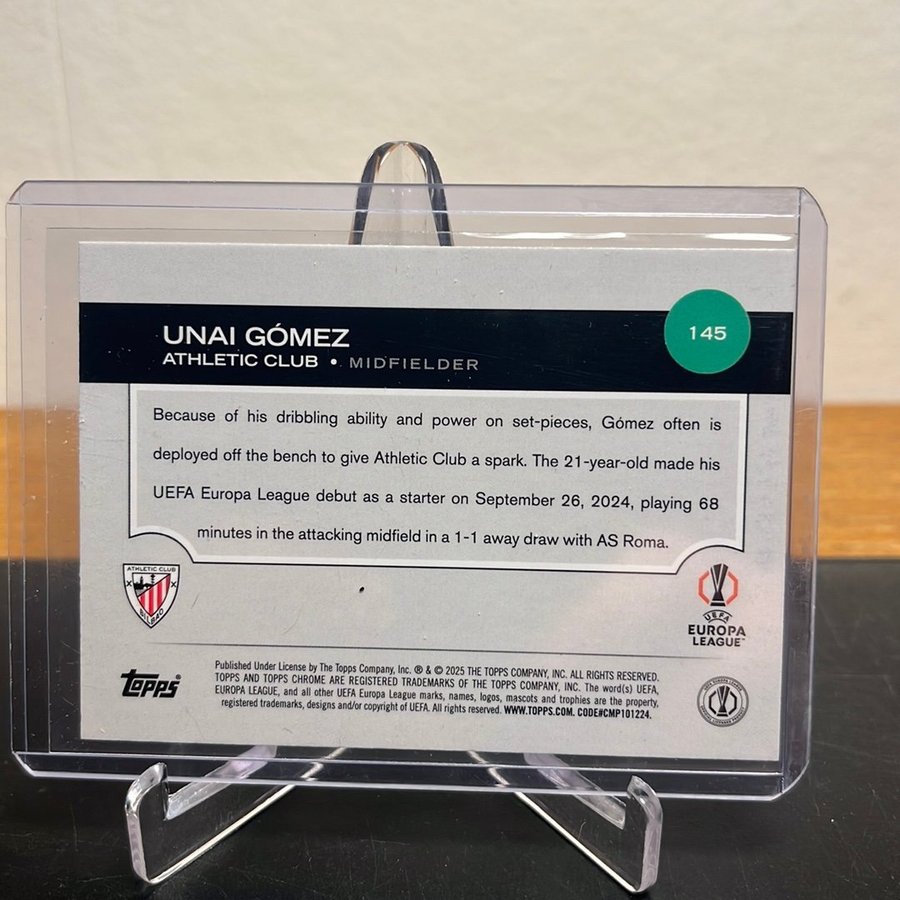 UNAI GÓMEZ
ATHLETIC CLUB • MIDFIELDER
145
Because of his dribbling ability and power on set-pieces, Gómez often is
deployed off the bench to give Athletic Club a spark. The 21-year-old made his
UEFA Europa League debut as a starter on September 26, 2024, playing 68
minutes in the attacking midfield in a 1-1 away draw with AS Roma.
ATHLETIC CLUB
BILBAO
UEFA
EUROPA
LEAGUE™
topps®
Published Under License by The Topps Company, Inc. ® & © 2025 THE TOPPS COMPANY, INC. ALL RIGHTS RESERVED.
TOPPS AND TOPPS CHROME ARE REGISTERED TRADEMARKS OF THE TOPPS COMPANY, INC. The word(s) UEFA,
EUROPA LEAGUE, and all other UEFA Europa League marks, names, logos, mascots and trophies are the property,
registered trademarks, designs and/or copyright of UEFA. All rights reserved. WWW.TOPPS.COM. CODE#CMP101224.